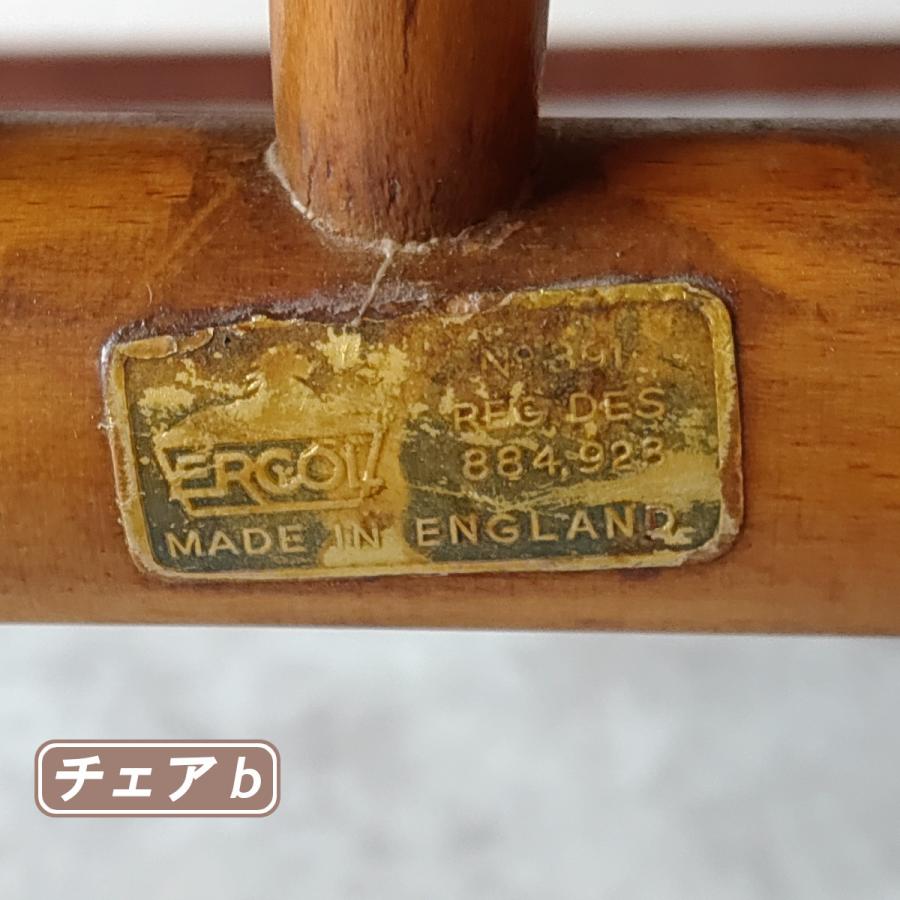 Nº 391
REG. DES
884,928
ERCOL
MADE IN ENGLAND
チェア b